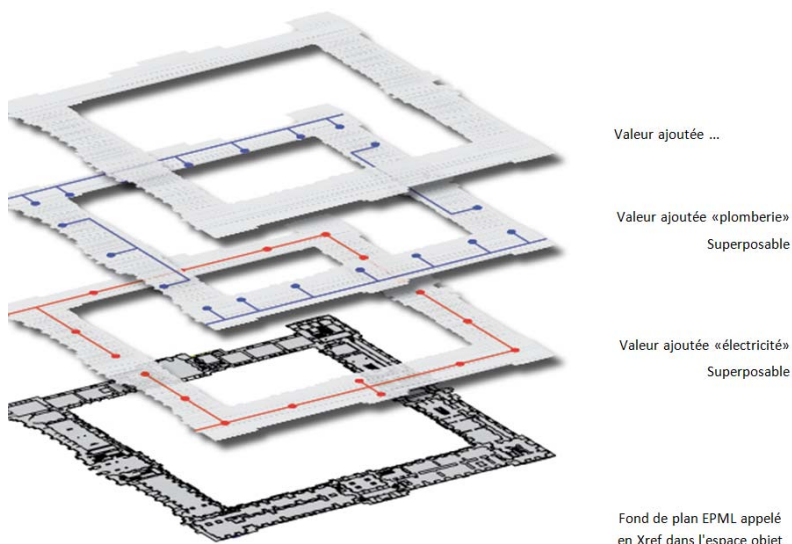 Valeur ajoutée ...
Valeur ajoutée «plomberie»
Superposable
Valeur ajoutée «électricité»
Superposable
Fond de plan EPML appelé
en Xref dans l'espace objet